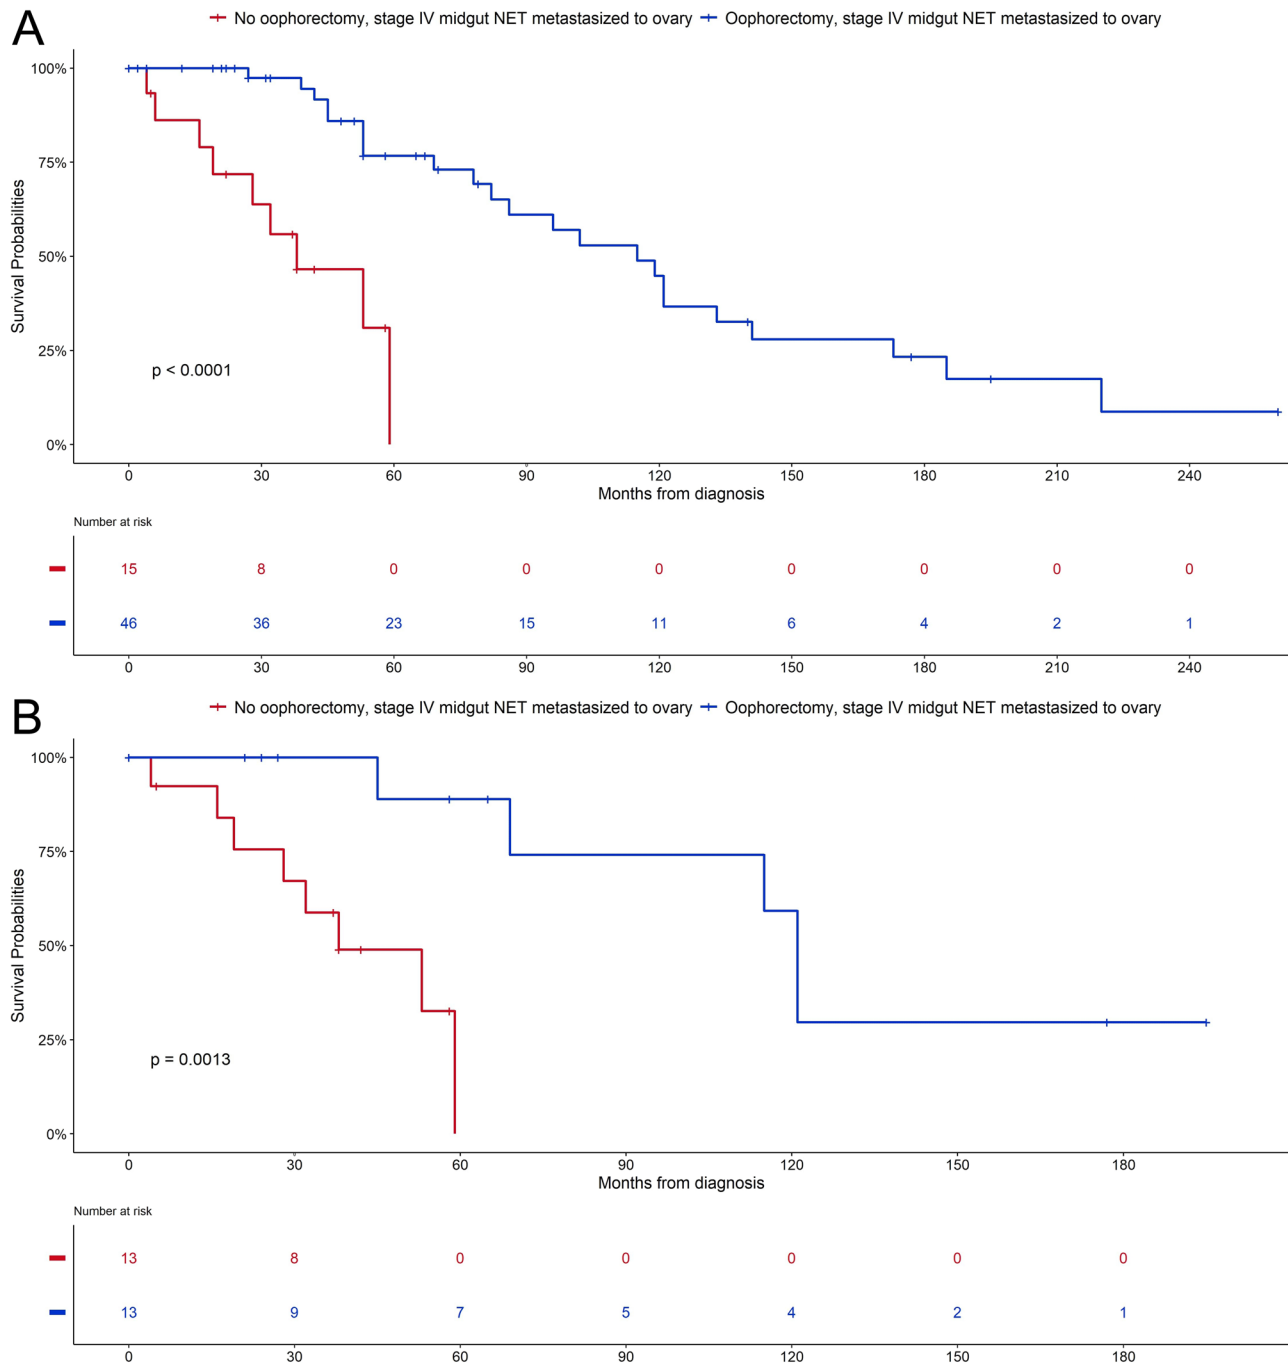 A
No oophorectomy, stage IV midgut NET metastasized to ovary Oophorectomy, stage IV midgut NET metastasized to ovary
100%
75%
50%
25%
0%
Survival Probabilities
p < 0.0001
0 30 60 90 120 150 180 210 240
Months from diagnosis
Number at risk
15 8 0 0 0 0 0 0 0
46 36 23 15 11 6 4 2 1
0 30 60 90 120 150 180 210 240
B
No oophorectomy, stage IV midgut NET metastasized to ovary Oophorectomy, stage IV midgut NET metastasized to ovary
100%
75%
50%
25%
0%
Survival Probabilities
p = 0.0013
0 30 60 90 120 150 180
Months from diagnosis
Number at risk
13 8 0 0 0 0 0
13 9 7 5 4 2 1
0 30 60 90 120 150 180